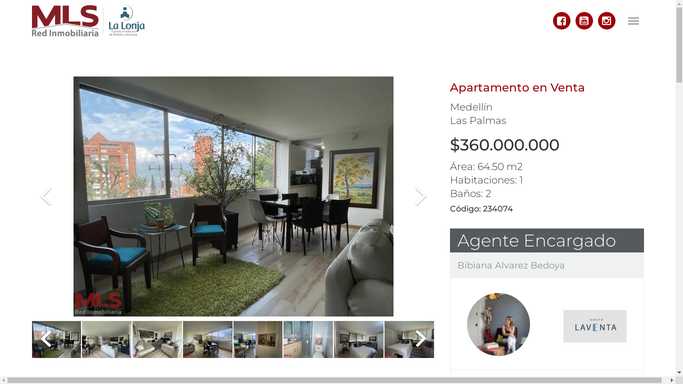 MLS
Red Inmobiliaria
La Lonja
Apartamento en Venta
Medellín
Las Palmas
$360.000.000
Área: 64.50 m2
Habitaciones: 1
Baños: 2
Código: 234074
MLS
Red Inmobiliaria
Agente Encargado
Bibiana Alvarez Bedoya
LAVENTA